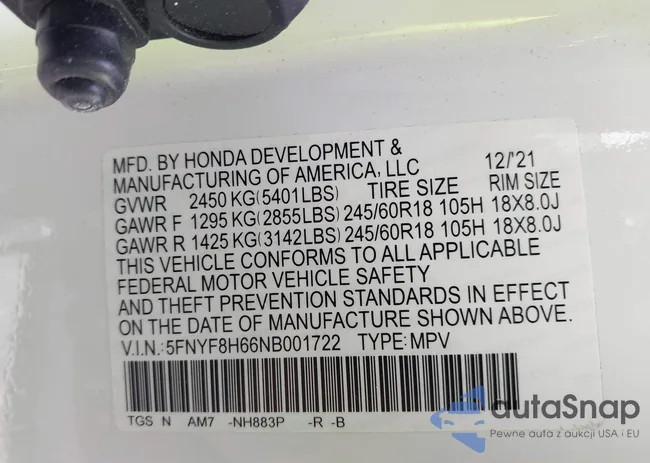 MFD. BY HONDA DEVELOPMENT &
MANUFACTURING OF AMERICA, LLC 12/'21
GVWR 2450 KG(5401LBS) TIRE SIZE RIM SIZE
GAWR F 1295 KG(2855LBS) 245/60R18 105H 18X8.0J
GAWR R 1425 KG(3142LBS) 245/60R18 105H 18X8.0J
THIS VEHICLE CONFORMS TO ALL APPLICABLE
FEDERAL MOTOR VEHICLE SAFETY
AND THEFT PREVENTION STANDARDS IN EFFECT
ON THE DATE OF MANUFACTURE SHOWN ABOVE.
V.I.N.:5FNYF8H66NB001722 TYPE:MPV
TGS N AM7 -NH883P -R -B
autaSnap
Pewne auta z aukcji USA i EU